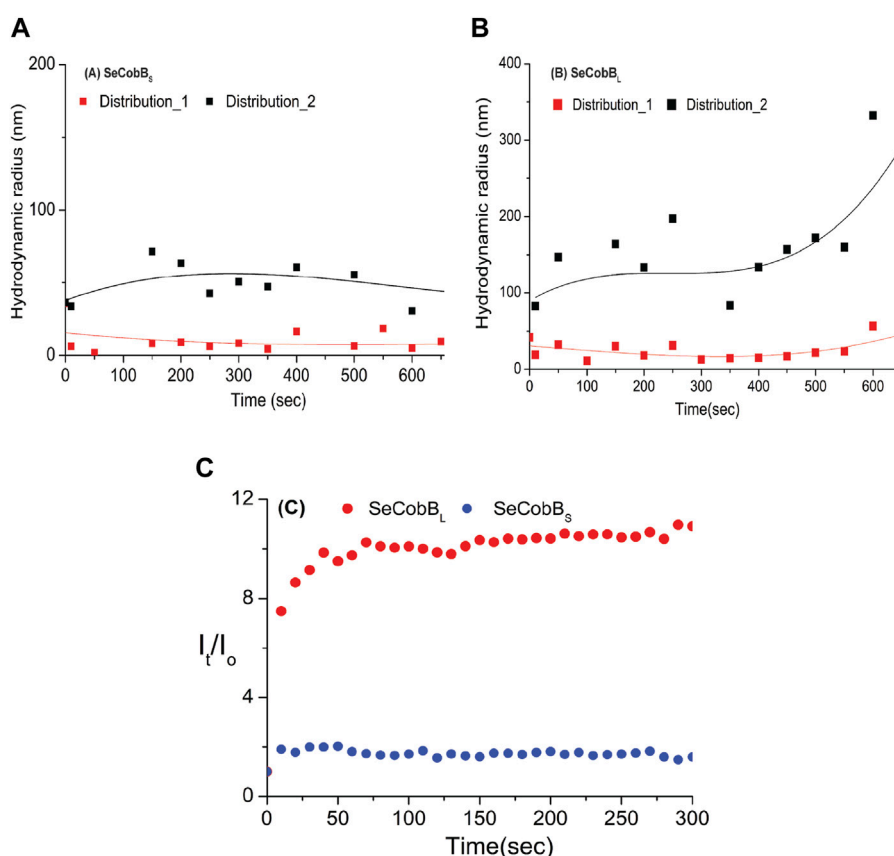 A
(A) SeCobB_S
Distribution_1 Distribution_2
Hydrodynamic radius (nm)
200
100
0
0 100 200 300 400 500 600
Time (sec)
B
(B) SeCobB_L
Distribution_1 Distribution_2
Hydrodynamic radius (nm)
400
300
200
150
100
50
0
0 100 200 300 400 500 600
Time(sec)
C
(C) SeCobB_L SeCobB_S
I_t/I_o
12
8
4
0
0 50 100 150 200 250 300
Time(sec)